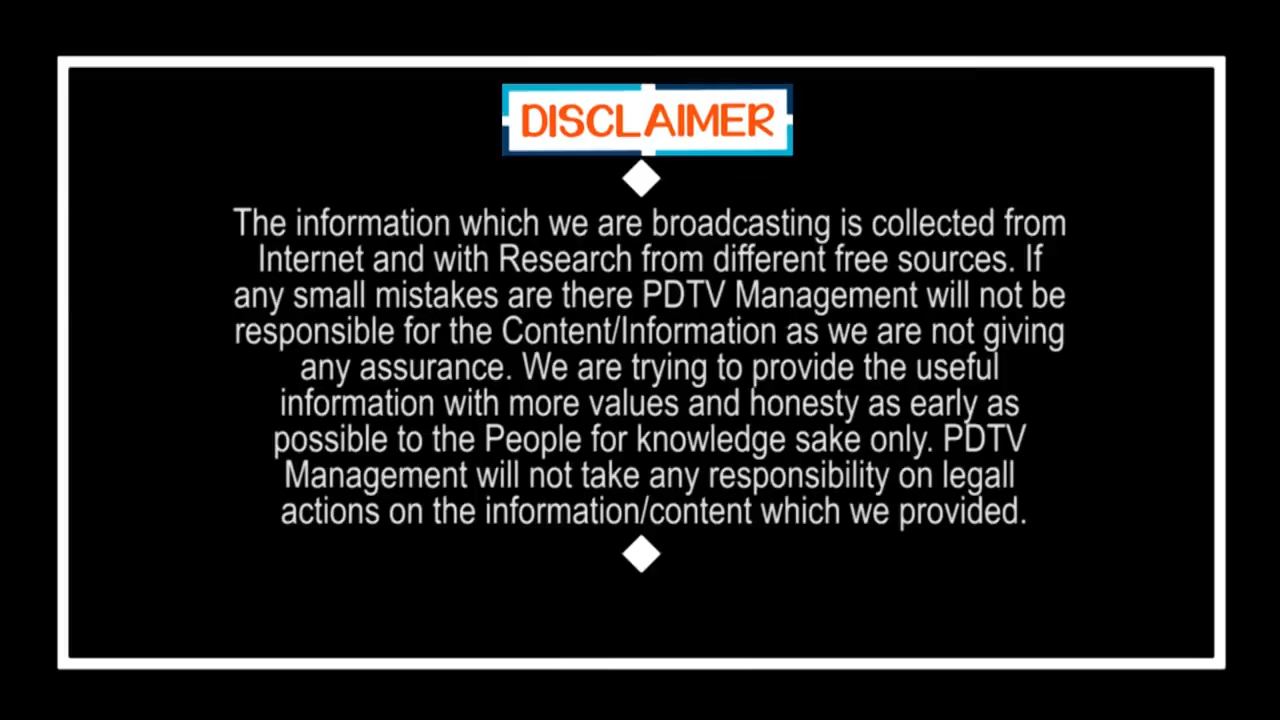 DISCLAIMER
The information which we are broadcasting is collected from
Internet and with Research from different free sources. If
any small mistakes are there PDTV Management will not be
responsible for the Content/Information as we are not giving
any assurance. We are trying to provide the useful
information with more values and honesty as early as
possible to the People for knowledge sake only. PDTV
Management will not take any responsibility on legall
actions on the information/content which we provided.